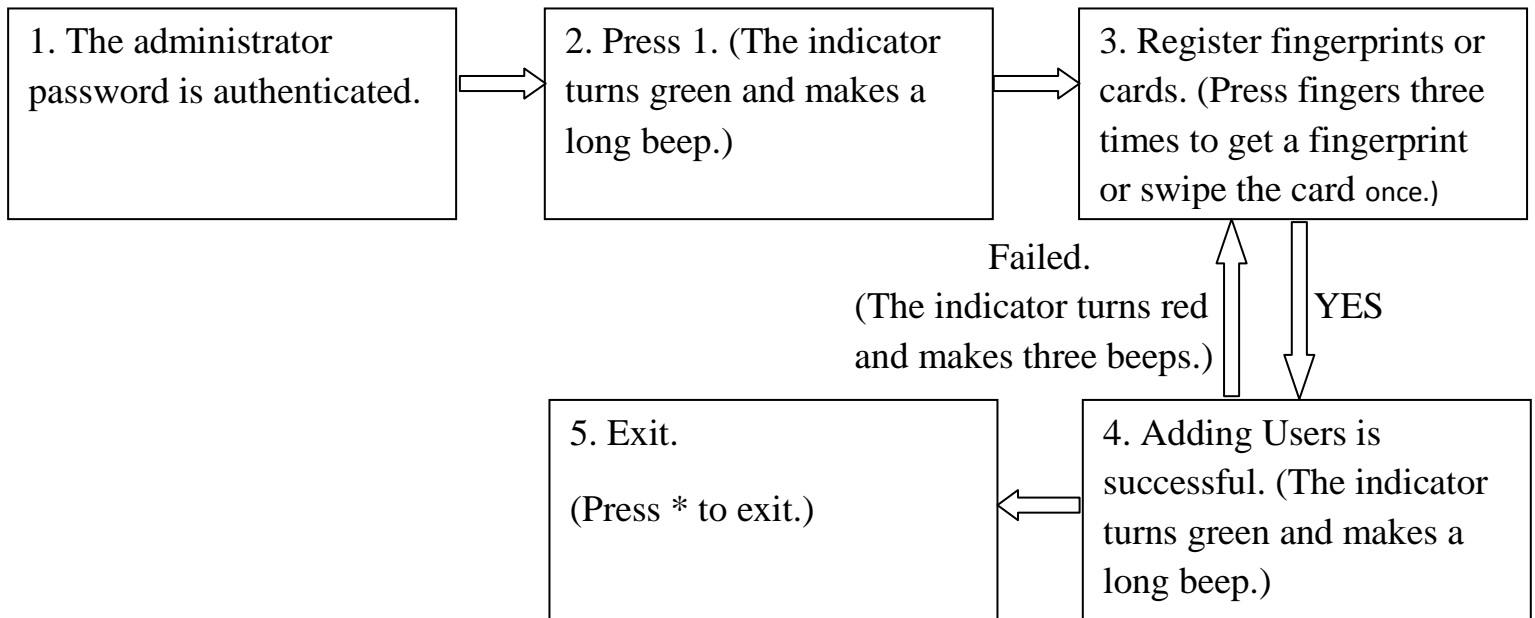 1. The administrator
password is authenticated.
2. Press 1. (The indicator
turns green and makes a
long beep.)
3. Register fingerprints or
cards. (Press fingers three
times to get a fingerprint
or swipe the card once.)
Failed.
(The indicator turns red
and makes three beeps.)
YES
4. Adding Users is
successful. (The indicator
turns green and makes a
long beep.)
5. Exit.
(Press * to exit.)